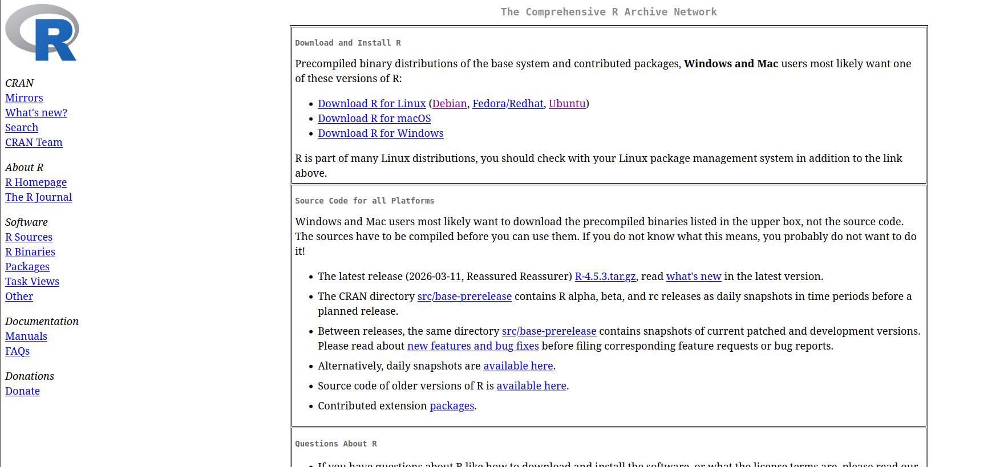 R
CRAN
Mirrors
What's new?
Search
CRAN Team
About R
R Homepage
The R Journal
Software
R Sources
R Binaries
Packages
Task Views
Other
Documentation
Manuals
FAQs
Donations
Donate
The Comprehensive R Archive Network
Download and Install R
Precompiled binary distributions of the base system and contributed packages, Windows and Mac users most likely want one
of these versions of R:
• Download R for Linux (Debian, Fedora/Redhat, Ubuntu)
• Download R for macOS
• Download R for Windows
R is part of many Linux distributions, you should check with your Linux package management system in addition to the link
above.
Source Code for all Platforms
Windows and Mac users most likely want to download the precompiled binaries listed in the upper box, not the source code.
The sources have to be compiled before you can use them. If you do not know what this means, you probably do not want to do
it!
• The latest release (2026-03-11, Reassured Reassurer) R-4.5.3.tar.gz, read what's new in the latest version.
• The CRAN directory src/base-prerelease contains R alpha, beta, and rc releases as daily snapshots in time periods before a
planned release.
• Between releases, the same directory src/base-prerelease contains snapshots of current patched and development versions.
Please read about new features and bug fixes before filing corresponding feature requests or bug reports.
• Alternatively, daily snapshots are available here.
• Source code of older versions of R is available here.
• Contributed extension packages.
Questions About R
• If you have questions about R like how to download and install the software, or what the license terms are, please read our